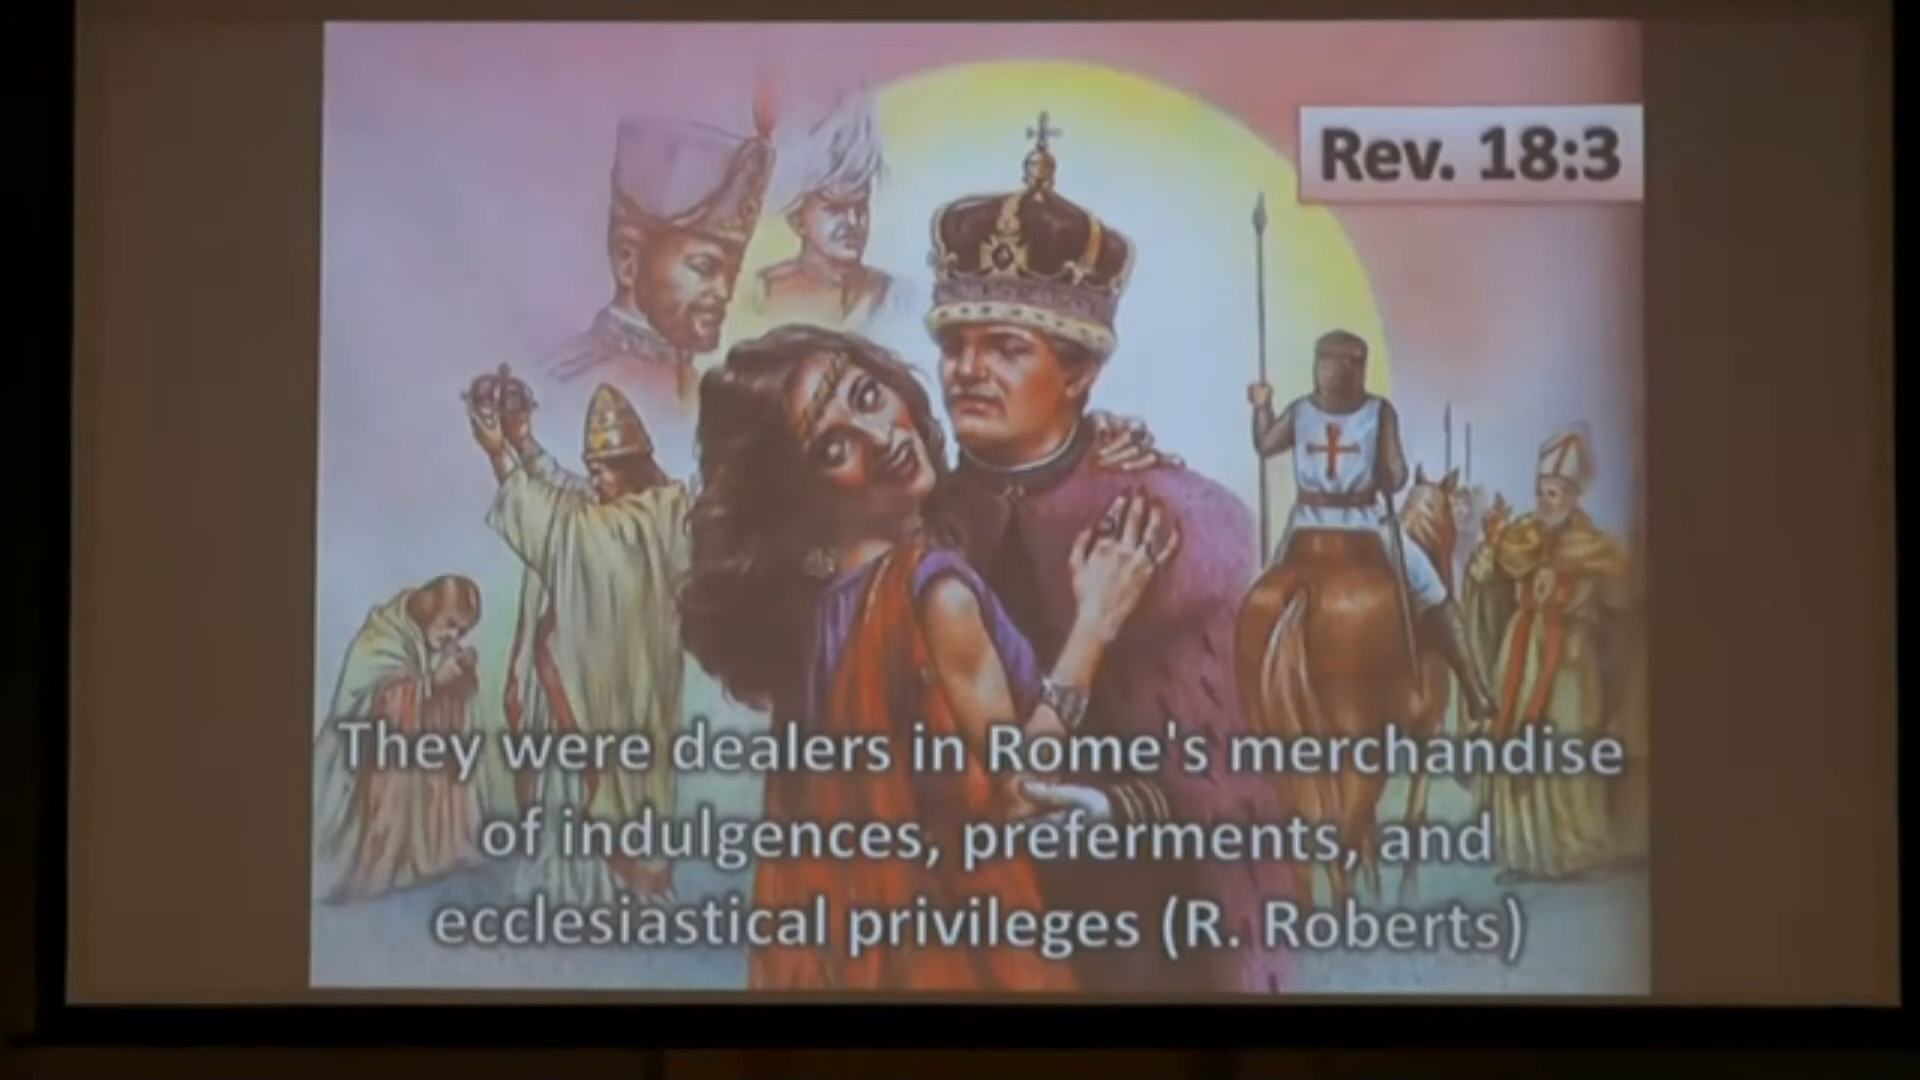 Rev. 18:3
They were dealers in Rome's merchandise
of indulgences, preferments, and
ecclesiastical privileges (R. Roberts)